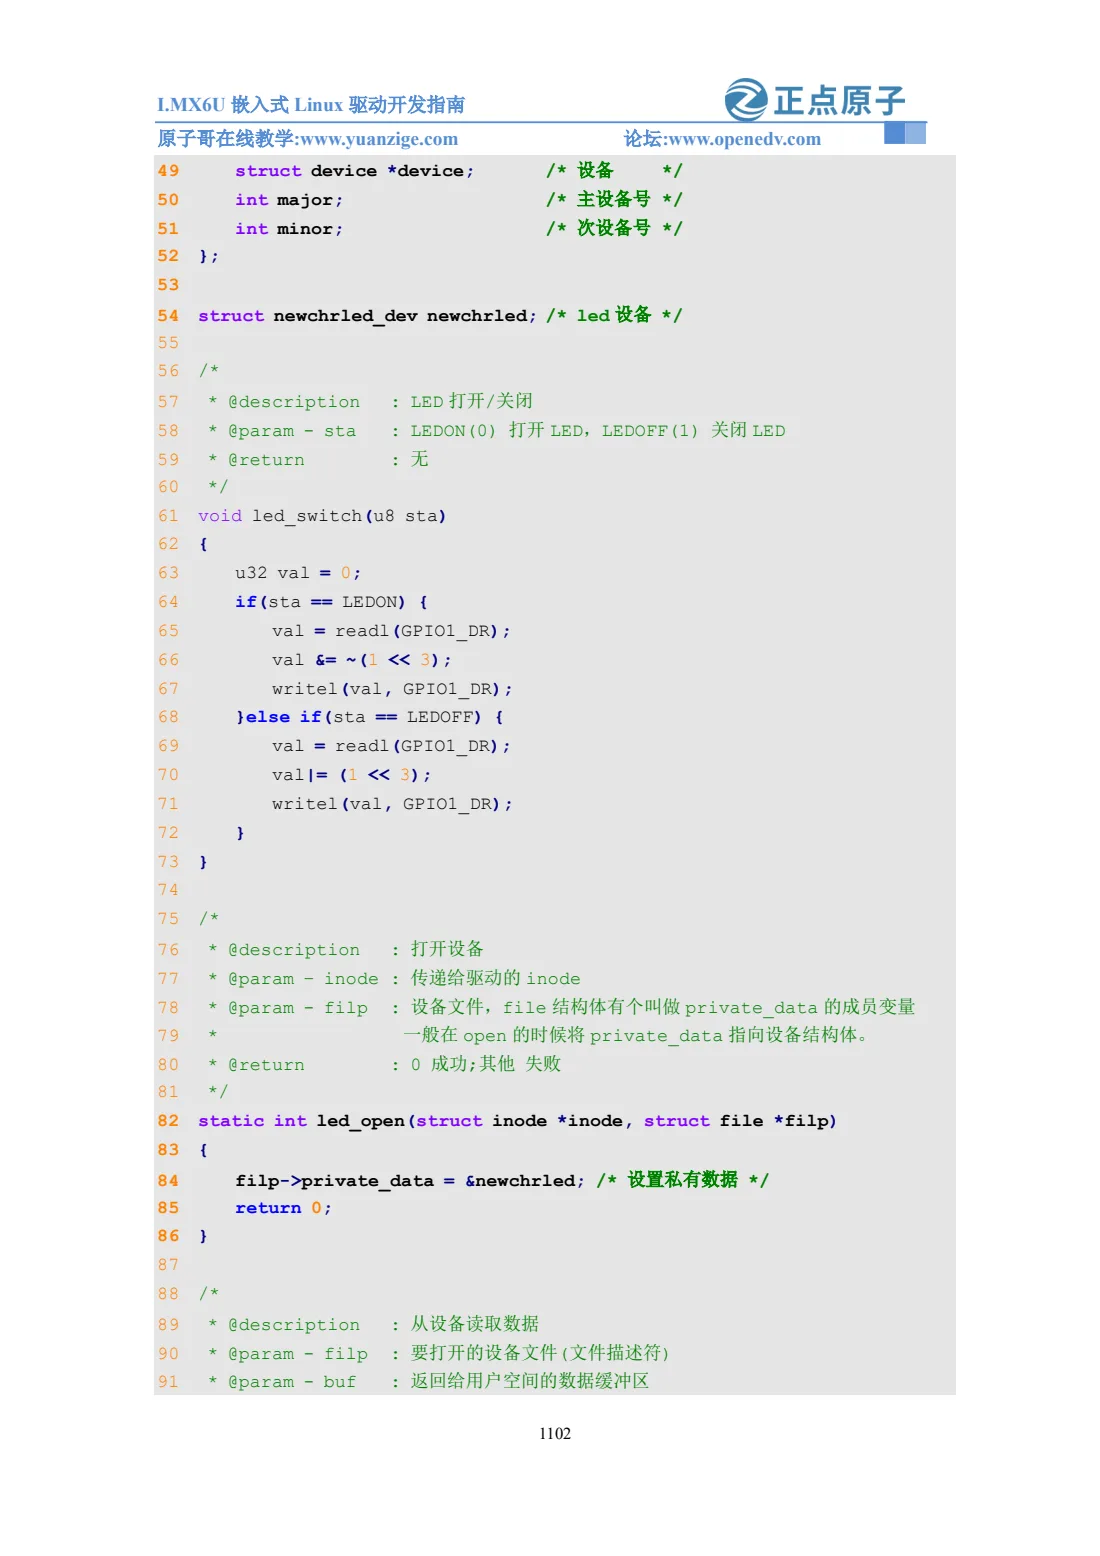 I.MX6U 嵌入式 Linux 驱动开发指南
正点原子
原子哥在线教学:www.yuanzige.com 论坛:www.openedv.com
49 struct device *device; /* 设备 */
50 int major; /* 主设备号 */
51 int minor; /* 次设备号 */
52 };
53
54 struct newchrled_dev newchrled; /* led 设备 */
55
56 /*
57 * @description : LED 打开/关闭
58 * @param - sta : LEDON(0) 打开 LED，LEDOFF(1) 关闭 LED
59 * @return : 无
60 */
61 void led_switch(u8 sta)
62 {
63 u32 val = 0;
64 if(sta == LEDON) {
65 val = readl(GPIO1_DR);
66 val &= ~(1 << 3);
67 writel(val, GPIO1_DR);
68 }else if(sta == LEDOFF) {
69 val = readl(GPIO1_DR);
70 val|= (1 << 3);
71 writel(val, GPIO1_DR);
72 }
73 }
74
75 /*
76 * @description : 打开设备
77 * @param - inode : 传递给驱动的 inode
78 * @param - filp : 设备文件，file 结构体有个叫做 private_data 的成员变量
79 * 一般在 open 的时候将 private_data 指向设备结构体。
80 * @return : 0 成功;其他 失败
81 */
82 static int led_open(struct inode *inode, struct file *filp)
83 {
84 filp->private_data = &newchrled; /* 设置私有数据 */
85 return 0;
86 }
87
88 /*
89 * @description : 从设备读取数据
90 * @param - filp : 要打开的设备文件(文件描述符)
91 * @param - buf : 返回给用户空间的数据缓冲区
1102